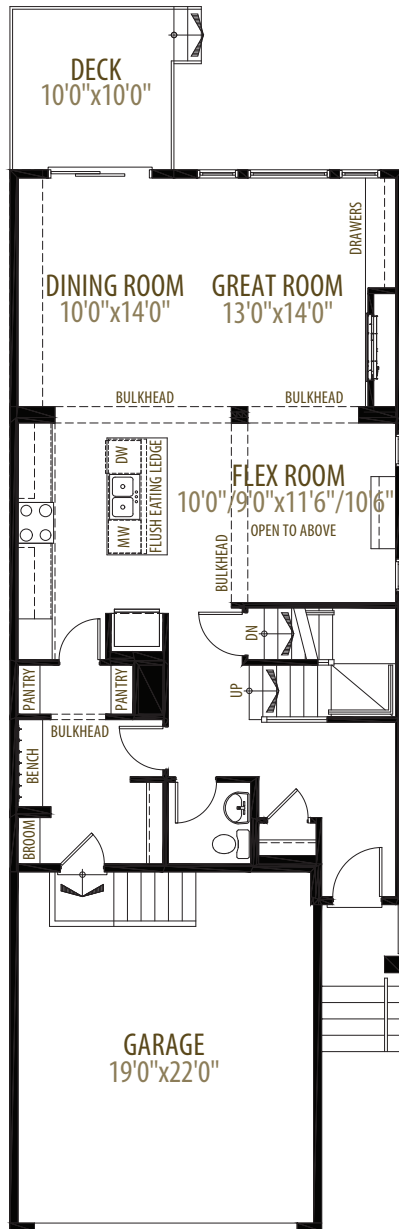 DECK
10'0"x10'0"
DRAWERS
DINING ROOM
10'0"x14'0"
GREAT ROOM
13'0"x14'0"
BULKHEAD
BULKHEAD
DW
MW
FLUSH EATING LEDGE
FLEX ROOM
10'0"/9'0"x11'6"/10'6"
OPEN TO ABOVE
BULKHEAD
DN
UP
PANTRY
PANTRY
BULKHEAD
BENCH
BROOM
GARAGE
19'0"x22'0"